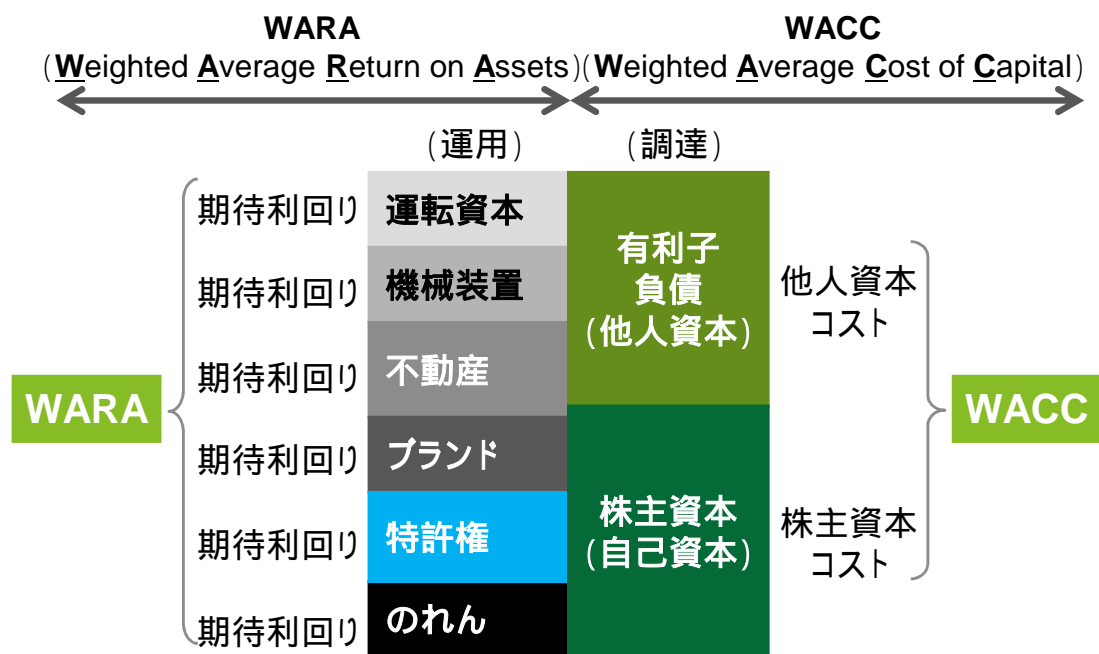 WARA
(Weighted Average Return on Assets)
WACC
(Weighted Average Cost of Capital)
(運用)
(調達)
WARA
期待利回り
運転資本
期待利回り
機械装置
期待利回り
不動産
期待利回り
ブランド
期待利回り
特許権
期待利回り
のれん
有利子
負債
(他人資本)
株主資本
(自己資本)
他人資本
コスト
株主資本
コスト
WACC